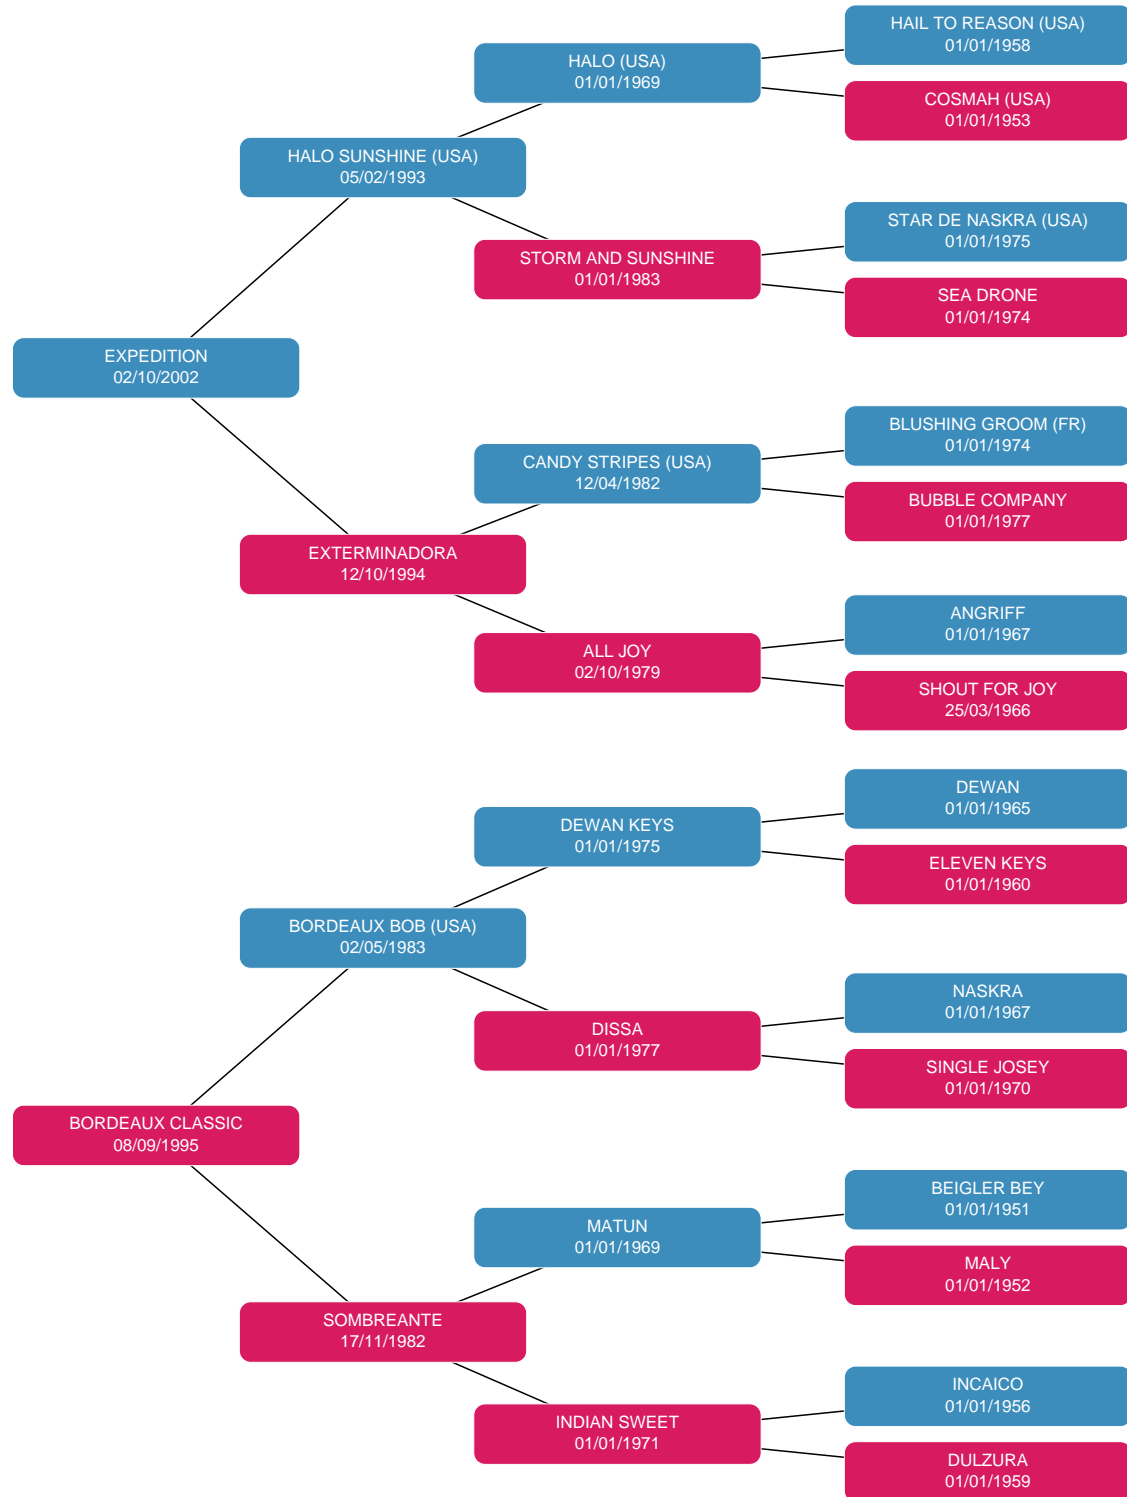 HAIL TO REASON (USA)
01/01/1958
HALO (USA)
01/01/1969
COSMAH (USA)
01/01/1953
HALO SUNSHINE (USA)
05/02/1993
STAR DE NASKRA (USA)
01/01/1975
STORM AND SUNSHINE
01/01/1983
SEA DRONE
01/01/1974
EXPEDITION
02/10/2002
BLUSHING GROOM (FR)
01/01/1974
CANDY STRIPES (USA)
12/04/1982
BUBBLE COMPANY
01/01/1977
EXTERMINADORA
12/10/1994
ANGRIFF
01/01/1967
ALL JOY
02/10/1979
SHOUT FOR JOY
25/03/1966
DEWAN
01/01/1965
DEWAN KEYS
01/01/1975
ELEVEN KEYS
01/01/1960
BORDEAUX BOB (USA)
02/05/1983
NASKRA
01/01/1967
DISSA
01/01/1977
SINGLE JOSEY
01/01/1970
BORDEAUX CLASSIC
08/09/1995
BEIGLER BEY
01/01/1951
MATUN
01/01/1969
MALY
01/01/1952
SOMBREANTE
17/11/1982
INCAICO
01/01/1956
INDIAN SWEET
01/01/1971
DULZURA
01/01/1959